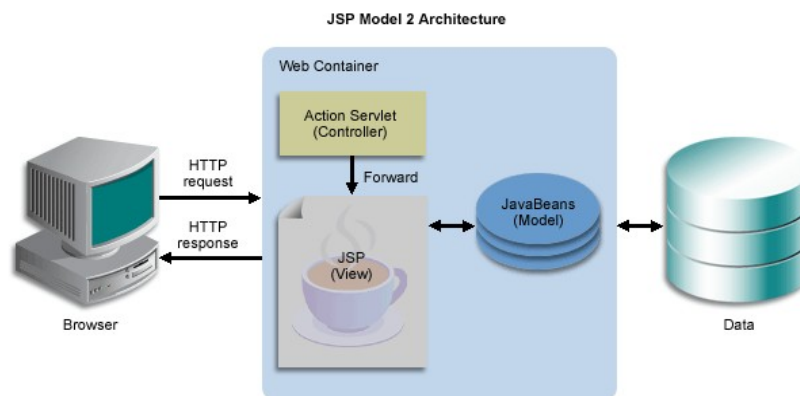 JSP Model 2 Architecture
Web Container
Action Servlet
(Controller)
HTTP
request
Forward
JavaBeans
(Model)
HTTP
response
JSP
(View)
Browser
Data